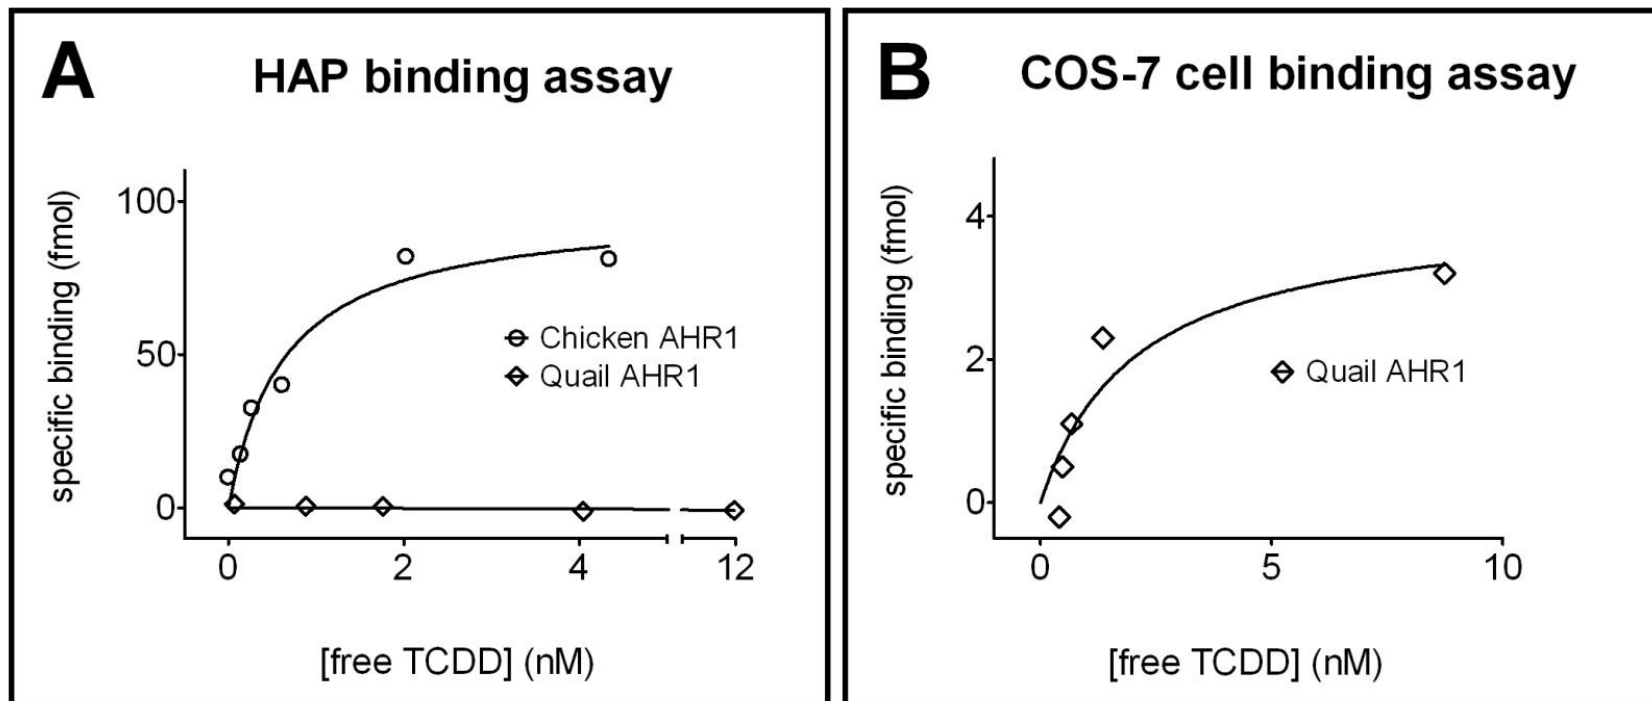 A
HAP binding assay
specific binding (fmol)
100
50
0
Chicken AHR1
Quail AHR1
0 2 4 12
[free TCDD] (nM)
B
COS-7 cell binding assay
specific binding (fmol)
4
2
0
Quail AHR1
0 5 10
[free TCDD] (nM)